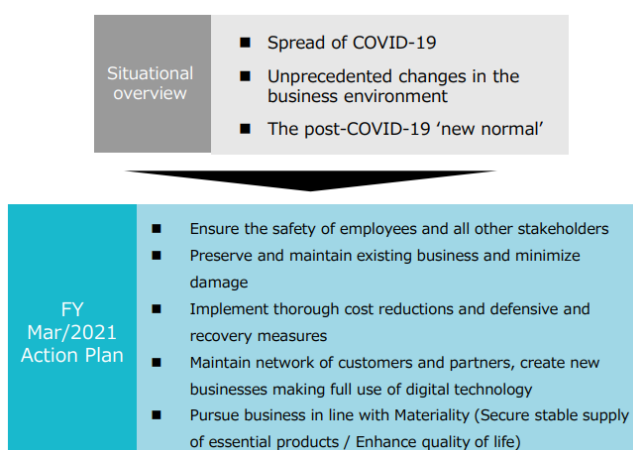 Situational
overview
■ Spread of COVID-19
■ Unprecedented changes in the
business environment
■ The post-COVID-19 ‘new normal’
FY
Mar/2021
Action Plan
■ Ensure the safety of employees and all other stakeholders
■ Preserve and maintain existing business and minimize
damage
■ Implement thorough cost reductions and defensive and
recovery measures
■ Maintain network of customers and partners, create new
businesses making full use of digital technology
■ Pursue business in line with Materiality (Secure stable supply
of essential products / Enhance quality of life)